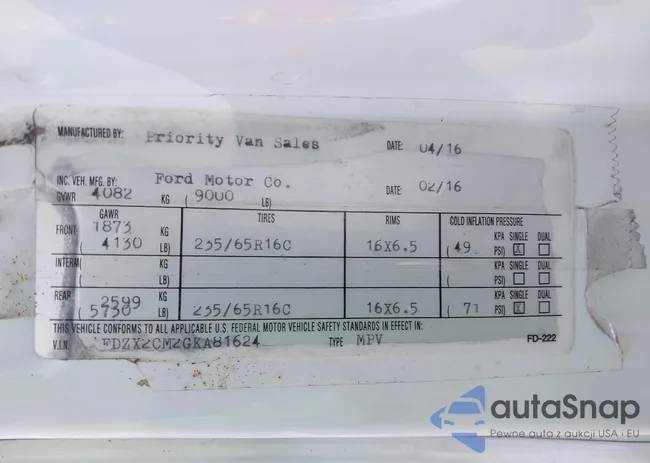 MANUFACTURED BY: Priority Van Sales DATE: 04/16
INC. VEH. MFG. BY: Ford Motor Co. DATE: 02/16
GVWR 4082 KG (9000 LB)
GAWR TIRES RIMS COLD INFLATION PRESSURE
FRONT 1873 KG KPA SINGLE DUAL
( 4130 LB) 235/65R16C 16X6.5 ( 49 PSI) X
INTERM KG KPA SINGLE DUAL
( LB) ( PSI)
REAR 2599 KG KPA SINGLE DUAL
( 5730 LB) 235/65R16C 16X6.5 ( 71 PSI) X
THIS VEHICLE CONFORMS TO ALL APPLICABLE U.S. FEDERAL MOTOR VEHICLE SAFETY STANDARDS IN EFFECT IN:
V.I.N. 1FDZX2CM2GKA81624 TYPE MPV FD-222
autaSnap
Pewne auta z aukcji USA i EU